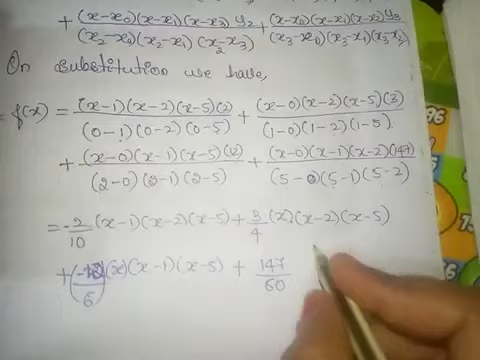 + (x-x0)(x-x1)(x-x3) y2 / (x2-x0)(x2-x1)(x2-x3) + (x-x0)(x-x1)(x-x2) y3 / (x3-x0)(x3-x1)(x3-x2)
On substitution we have,
= f(x) = (x-1)(x-2)(x-5)(2) / (0-1)(0-2)(0-5) + (x-0)(x-2)(x-5)(3) / (1-0)(1-2)(1-5)
+ (x-0)(x-1)(x-5)(12) / (2-0)(2-1)(2-5) + (x-0)(x-1)(x-2)(147) / (5-0)(5-1)(5-2)
= -2/10 (x-1)(x-2)(x-5) + 3/4 (x)(x-2)(x-5)
+ (-12/6) (x)(x-1)(x-5) + 147/60